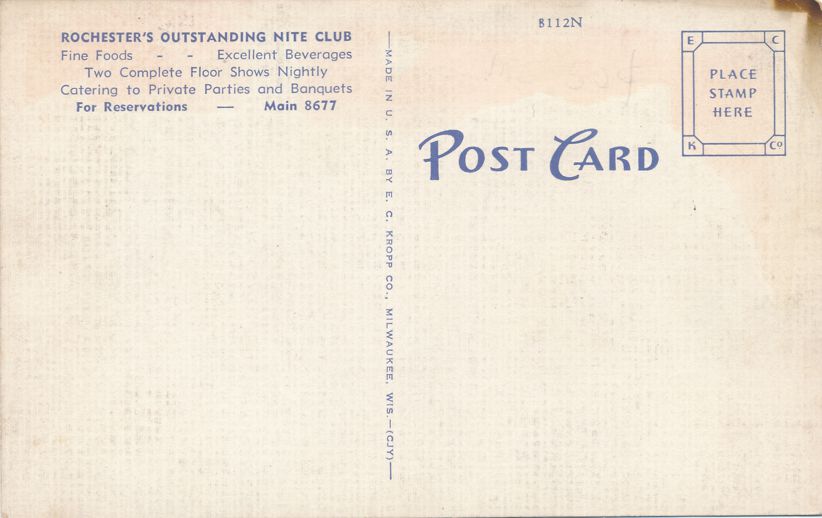 ROCHESTER'S OUTSTANDING NITE CLUB
Fine Foods - - Excellent Beverages
Two Complete Floor Shows Nightly
Catering to Private Parties and Banquets
For Reservations — Main 8677
—MADE IN U. S. A. BY E. C. KROPP CO., MILWAUKEE, WIS.—(CJY)—
B112N
POST CARD
E C
PLACE
STAMP
HERE
K Co